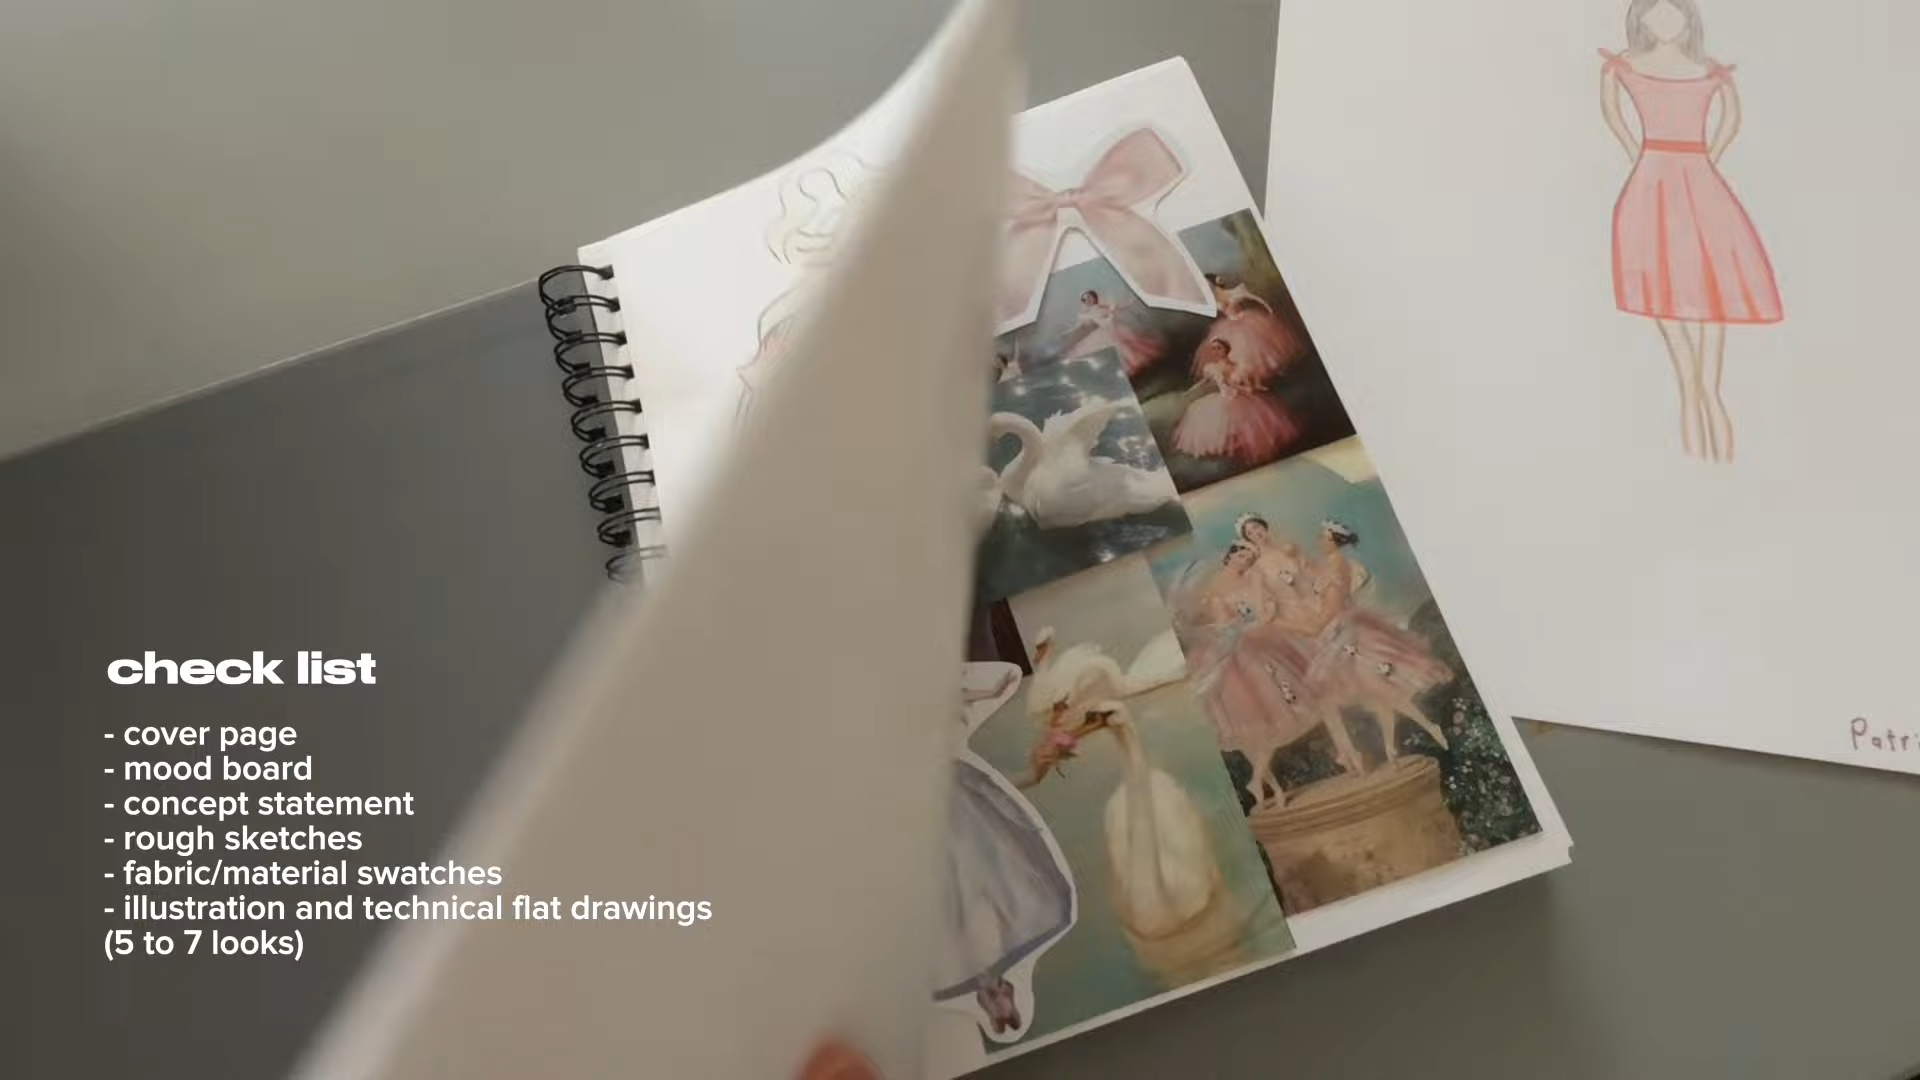 check list
- cover page
- mood board
- concept statement
- rough sketches
- fabric/material swatches
- illustration and technical flat drawings
(5 to 7 looks)
Patri